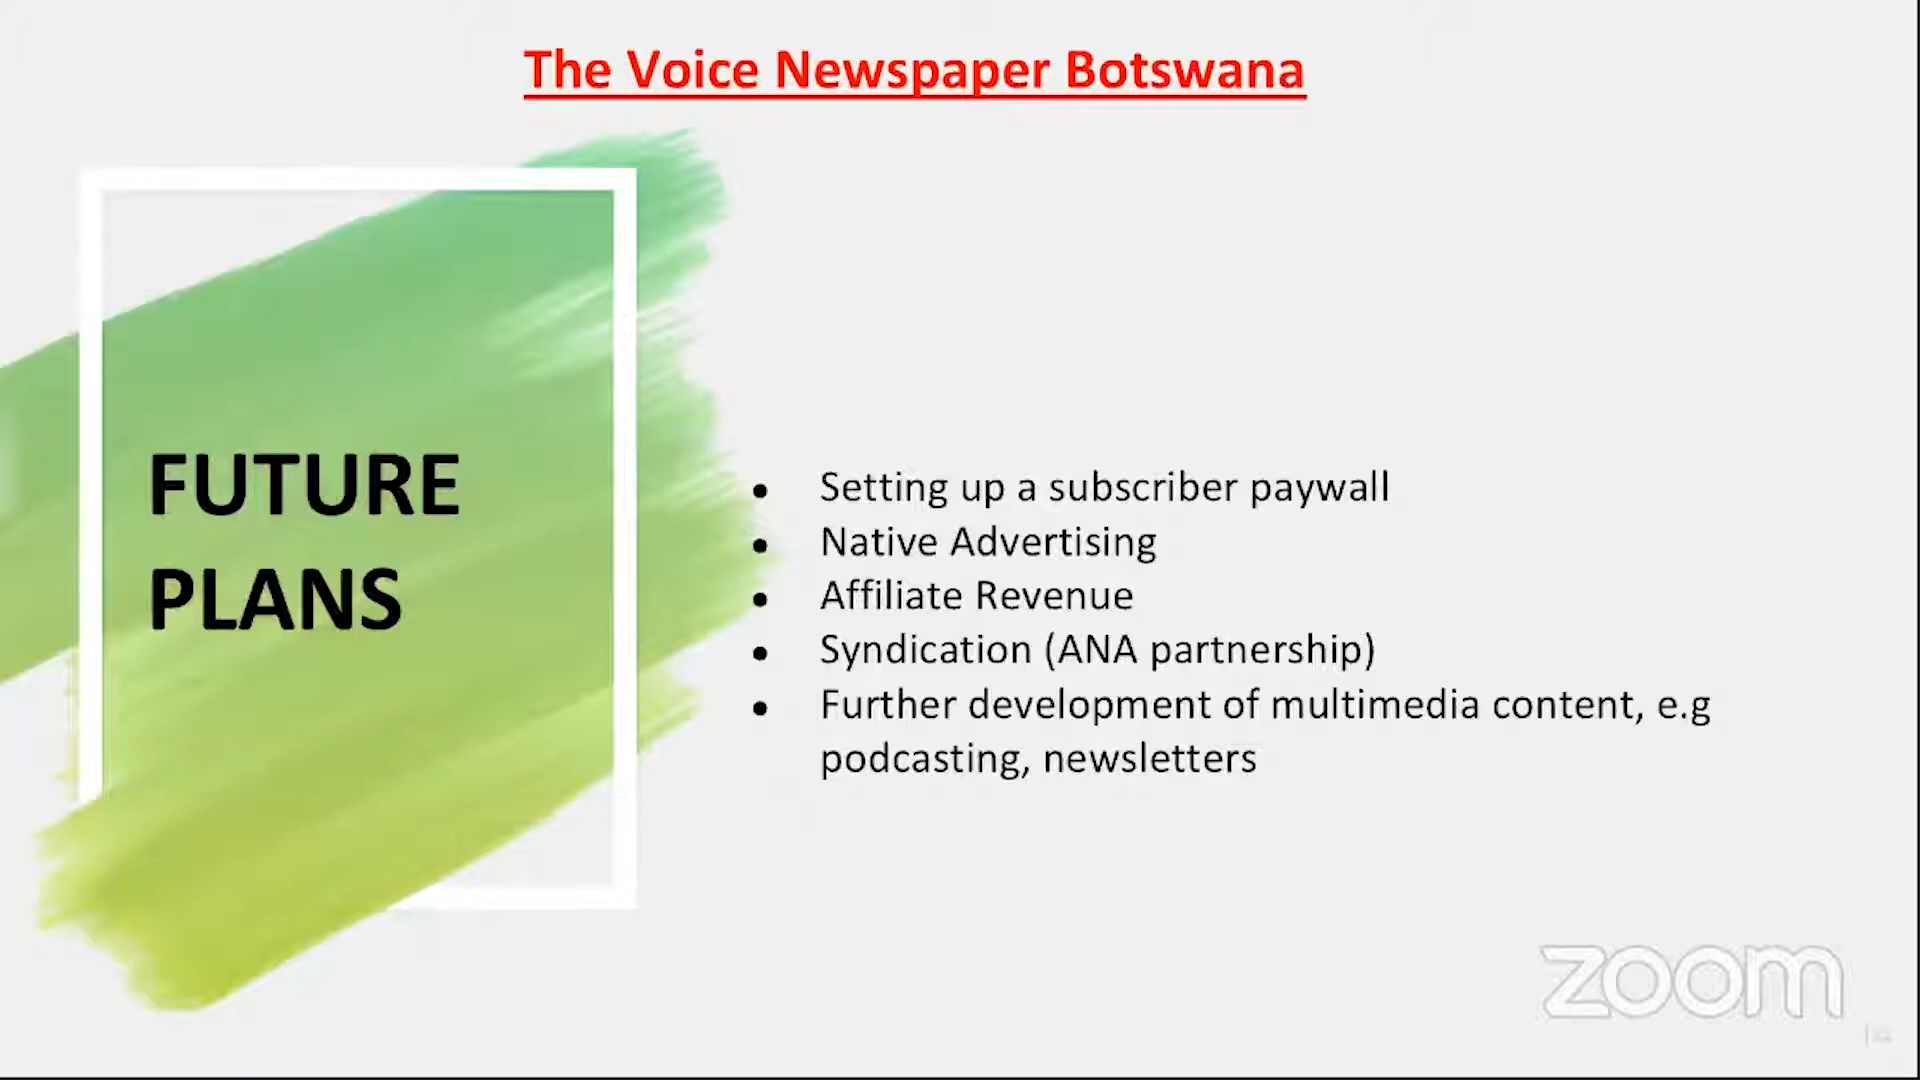 The Voice Newspaper Botswana
FUTURE
PLANS
• Setting up a subscriber paywall
• Native Advertising
• Affiliate Revenue
• Syndication (ANA partnership)
• Further development of multimedia content, e.g
podcasting, newsletters
zoom